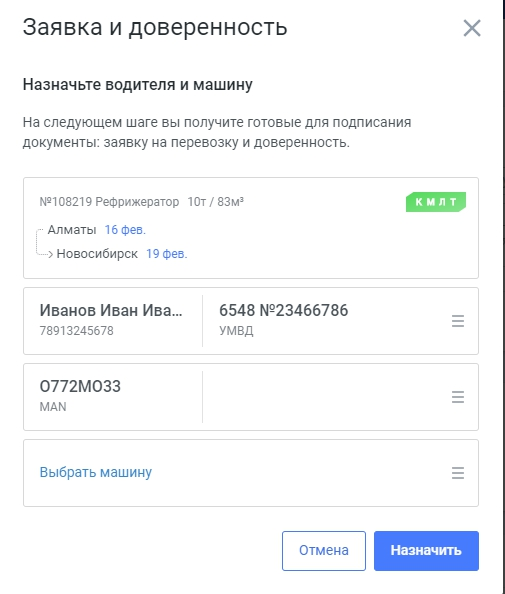 Заявка и доверенность
Назначьте водителя и машину
На следующем шаге вы получите готовые для подписания
документы: заявку на перевозку и доверенность.
№108219 Рефрижератор 10т / 83м³
КМЛТ
Алматы 16 фев.
Новосибирск 19 фев.
Иванов Иван Ива...
78913245678
6548 №23466786
УМВД
О772МО33
MAN
Выбрать машину
Отмена
Назначить